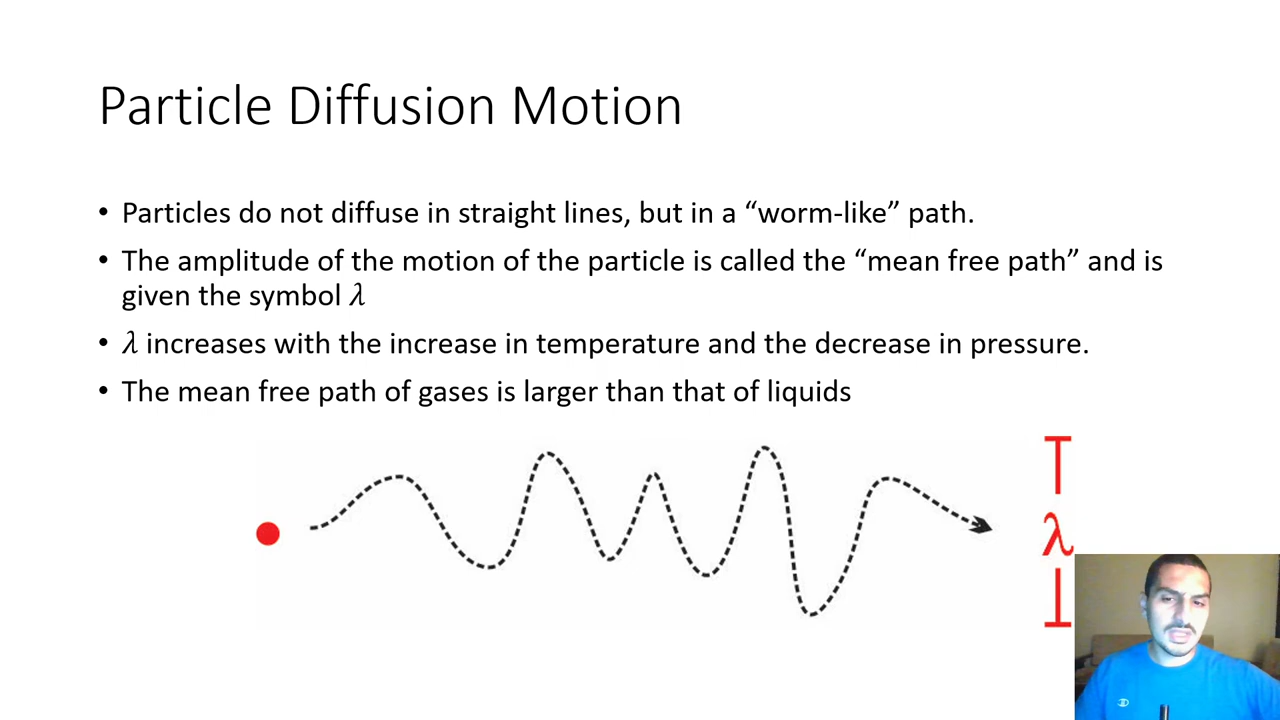 Particle Diffusion Motion
• Particles do not diffuse in straight lines, but in a “worm-like” path.
• The amplitude of the motion of the particle is called the “mean free path” and is
given the symbol 𝜆
• 𝜆 increases with the increase in temperature and the decrease in pressure.
• The mean free path of gases is larger than that of liquids
λ